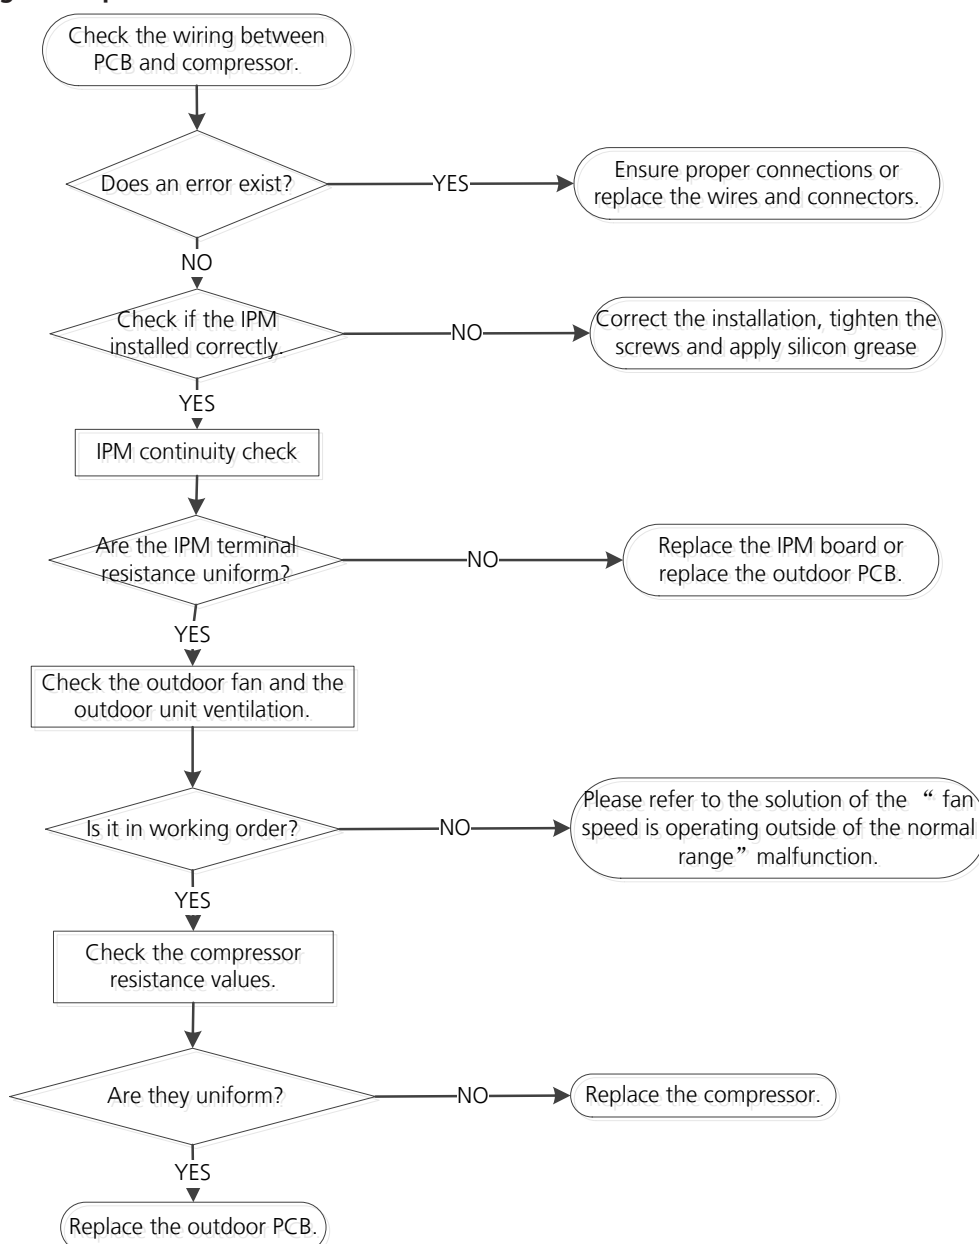 Check the wiring between
PCB and compressor.
Does an error exist?
YES
Ensure proper connections or
replace the wires and connectors.
NO
Check if the IPM
installed correctly.
NO
Correct the installation, tighten the
screws and apply silicon grease
YES
IPM continuity check
Are the IPM terminal
resistance uniform?
NO
Replace the IPM board or
replace the outdoor PCB.
YES
Check the outdoor fan and the
outdoor unit ventilation.
Is it in working order?
NO
Please refer to the solution of the “ fan
speed is operating outside of the normal
range” malfunction.
YES
Check the compressor
resistance values.
Are they uniform?
NO
Replace the compressor.
YES
Replace the outdoor PCB.